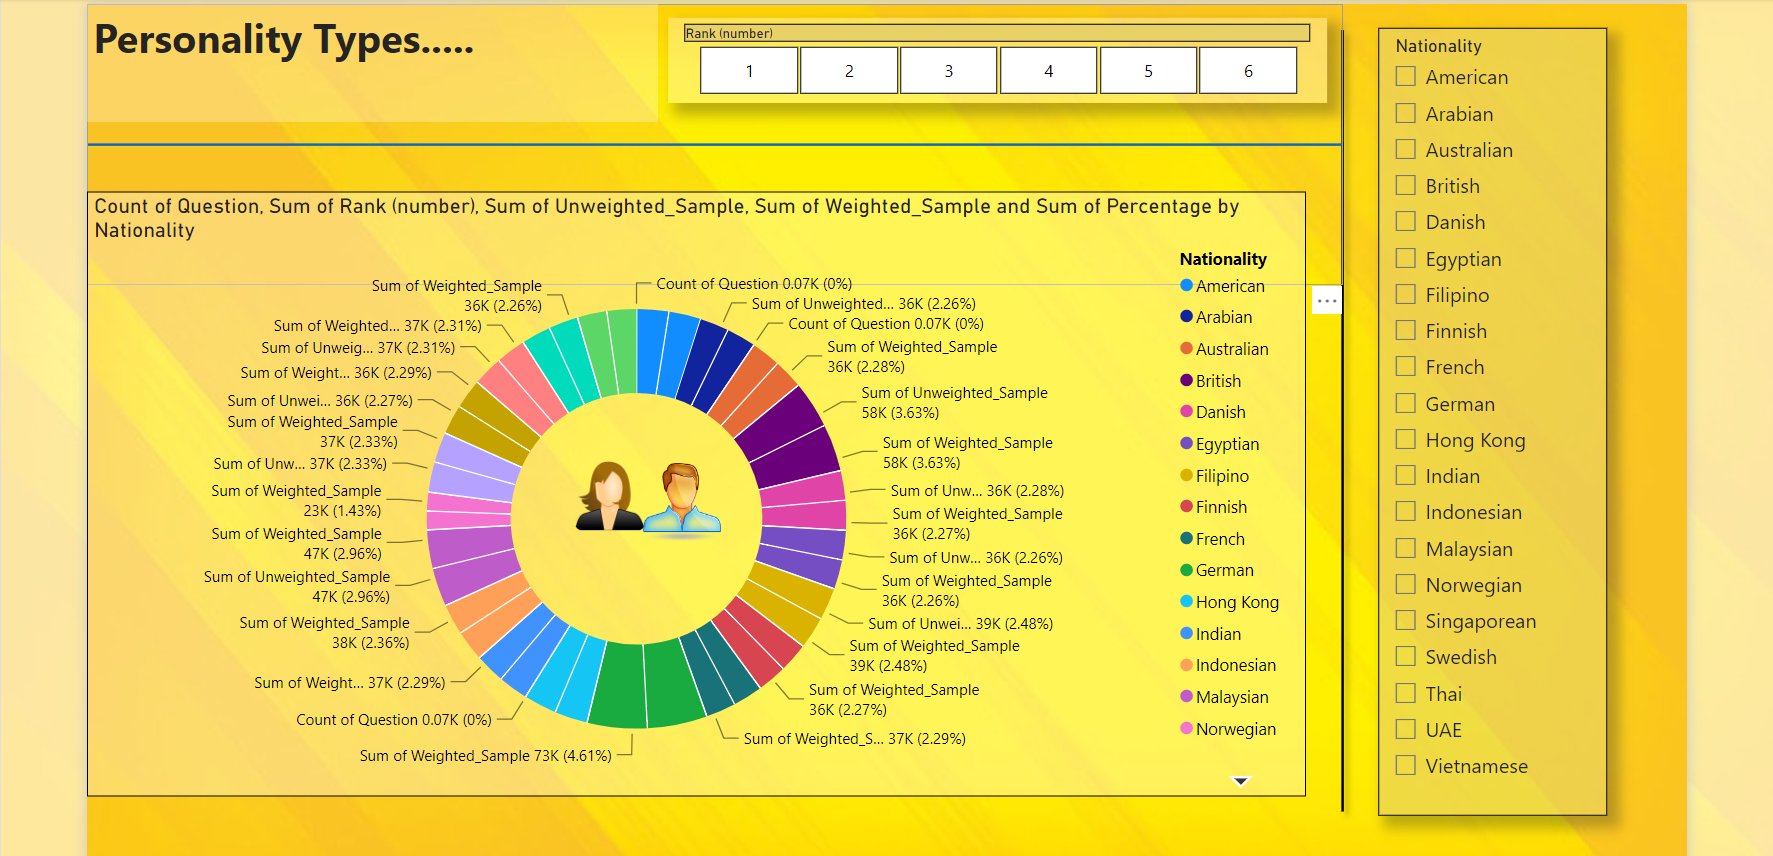 Personality Types.....
Rank (number)
1 2 3 4 5 6
Count of Question, Sum of Rank (number), Sum of Unweighted_Sample, Sum of Weighted_Sample and Sum of Percentage by
Nationality
Count of Question 0.07K (0%)
Sum of Unweighted... 36K (2.26%)
Count of Question 0.07K (0%)
Sum of Weighted_Sample
36K (2.28%)
Sum of Unweighted_Sample
58K (3.63%)
Sum of Weighted_Sample
58K (3.63%)
Sum of Unw... 36K (2.28%)
Sum of Weighted_Sample
36K (2.27%)
Sum of Unw... 36K (2.26%)
Sum of Weighted_Sample
36K (2.26%)
Sum of Unwei... 39K (2.48%)
Sum of Weighted_Sample
39K (2.48%)
Sum of Weighted_Sample
36K (2.27%)
Sum of Weighted_S... 37K (2.29%)
Sum of Weighted_Sample 73K (4.61%)
Count of Question 0.07K (0%)
Sum of Weight... 37K (2.29%)
Sum of Weighted_Sample
38K (2.36%)
Sum of Unweighted_Sample
47K (2.96%)
Sum of Weighted_Sample
47K (2.96%)
Sum of Weighted_Sample
23K (1.43%)
Sum of Unw... 37K (2.33%)
Sum of Weighted_Sample
37K (2.33%)
Sum of Unwei... 36K (2.27%)
Sum of Weight... 36K (2.29%)
Sum of Unweig... 37K (2.31%)
Sum of Weighted... 37K (2.31%)
Sum of Weighted_Sample
36K (2.26%)
Nationality
American
Arabian
Australian
British
Danish
Egyptian
Filipino
Finnish
French
German
Hong Kong
Indian
Indonesian
Malaysian
Norwegian
Nationality
American
Arabian
Australian
British
Danish
Egyptian
Filipino
Finnish
French
German
Hong Kong
Indian
Indonesian
Malaysian
Norwegian
Singaporean
Swedish
Thai
UAE
Vietnamese